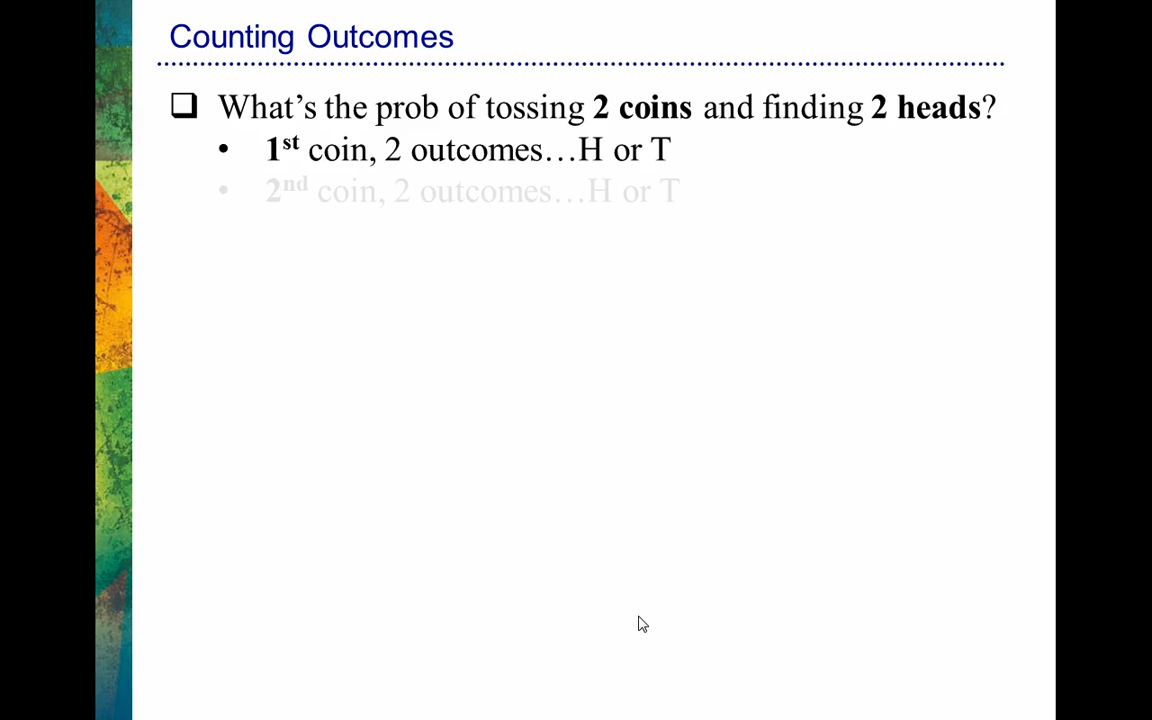 Counting Outcomes
❑ What’s the prob of tossing 2 coins and finding 2 heads?
• 1st coin, 2 outcomes…H or T
• 2nd coin, 2 outcomes…H or T